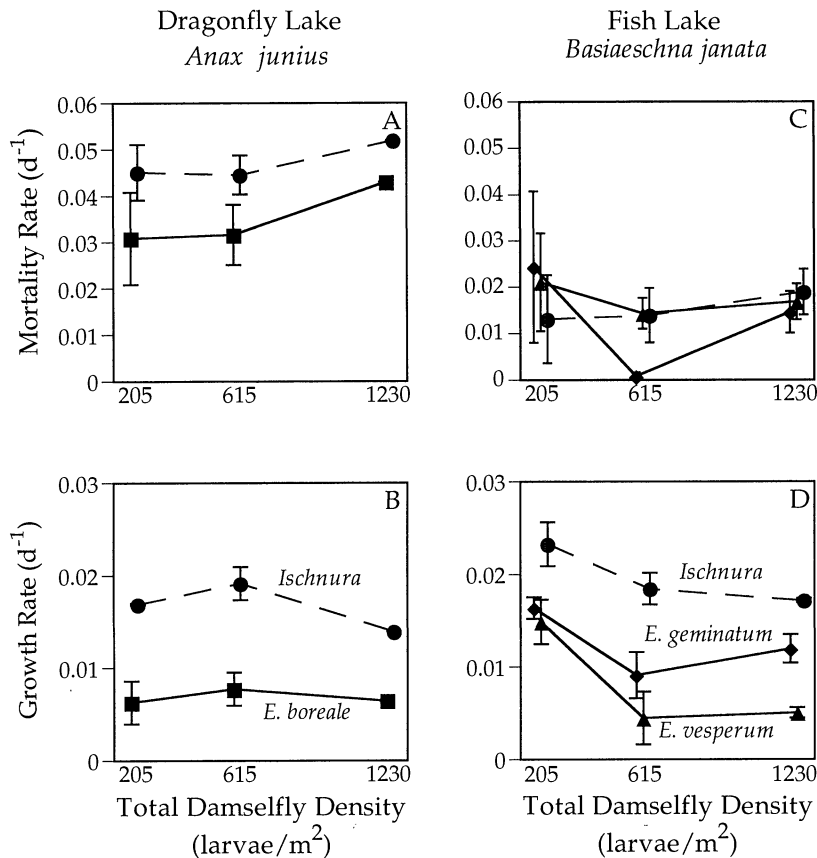 Dragonfly Lake
Anax junius
Fish Lake
Basiaeschna janata
Mortality Rate (d⁻¹)
0.06
0.05
0.04
0.03
0.02
0.01
0
A
205
615
1230
0.06
0.05
0.04
0.03
0.02
0.01
0
C
205
615
1230
Growth Rate (d⁻¹)
0.03
0.02
0.01
0
B
Ischnura
E. boreale
205
615
1230
Total Damselfly Density
(larvae/m²)
0.03
0.02
0.01
0
D
Ischnura
E. geminatum
E. vesperum
205
615
1230
Total Damselfly Density
(larvae/m²)